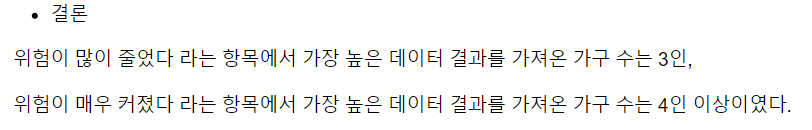 • 결론
위험이 많이 줄었다 라는 항목에서 가장 높은 데이터 결과를 가져온 가구 수는 3인,
위험이 매우 커졌다 라는 항목에서 가장 높은 데이터 결과를 가져온 가구 수는 4인 이상이였다.